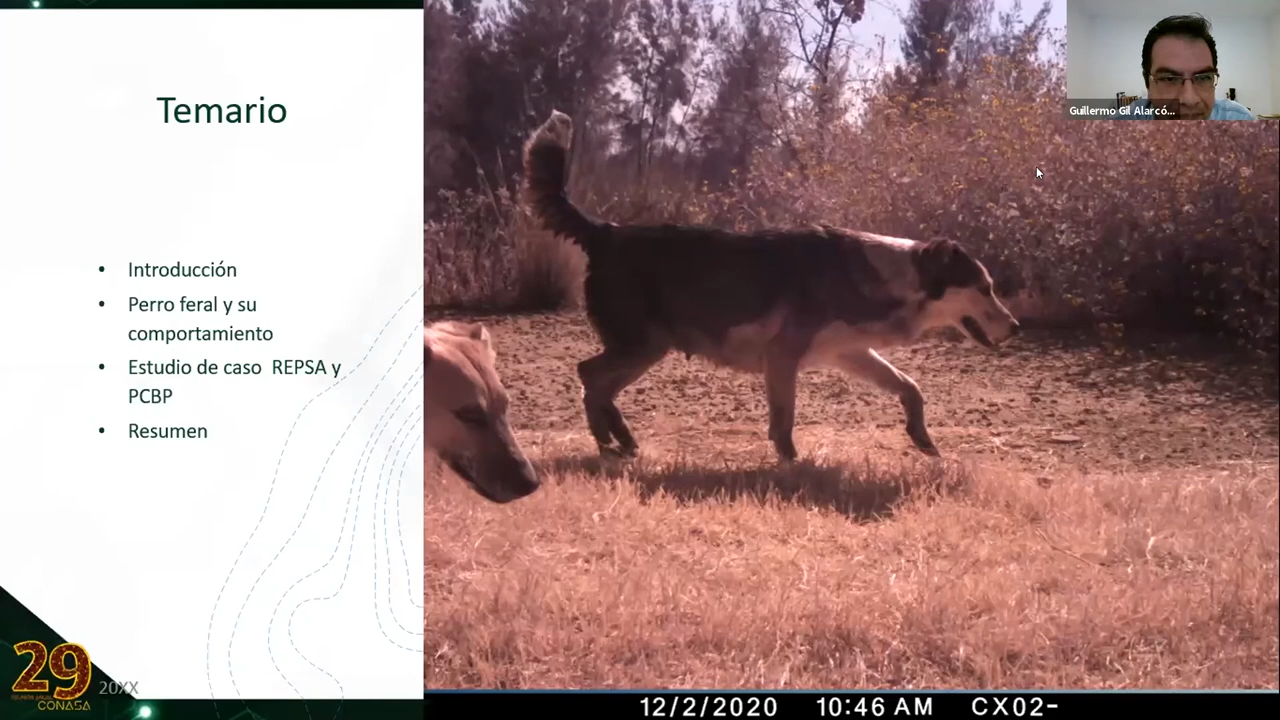 Temario
Guillermo Gil Alarcó...
• Introducción
• Perro feral y su
comportamiento
• Estudio de caso REPSA y
PCBP
• Resumen
29
CONASA
20XX
12/2/2020 10:46 AM CX02-